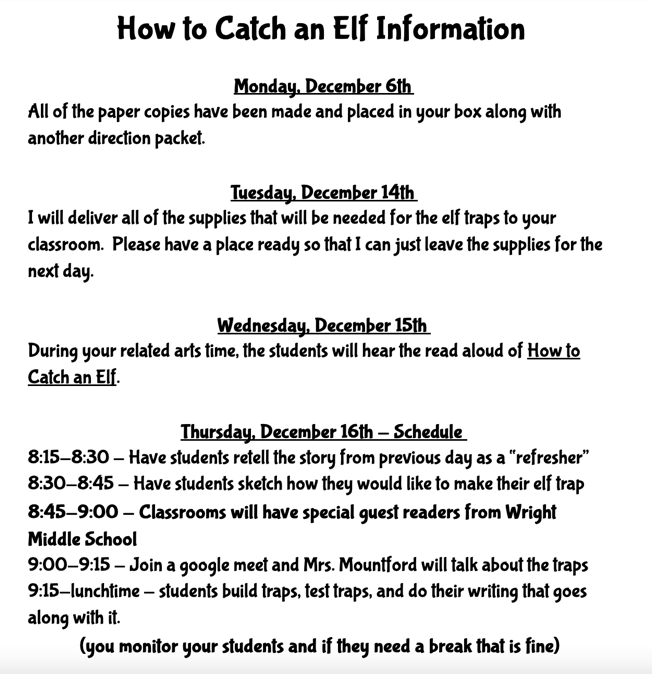 How to Catch an Elf Information
Monday, December 6th
All of the paper copies have been made and placed in your box along with
another direction packet.
Tuesday, December 14th
I will deliver all of the supplies that will be needed for the elf traps to your
classroom.  Please have a place ready so that I can just leave the supplies for the
next day.
Wednesday, December 15th
During your related arts time, the students will hear the read aloud of How to
Catch an Elf.
Thursday, December 16th – Schedule
8:15–8:30 – Have students retell the story from previous day as a "refresher"
8:30–8:45 – Have students sketch how they would like to make their elf trap
8:45–9:00 – Classrooms will have special guest readers from Wright
Middle School
9:00–9:15 – Join a google meet and Mrs. Mountford will talk about the traps
9:15–lunchtime – students build traps, test traps, and do their writing that goes
along with it.
(you monitor your students and if they need a break that is fine)